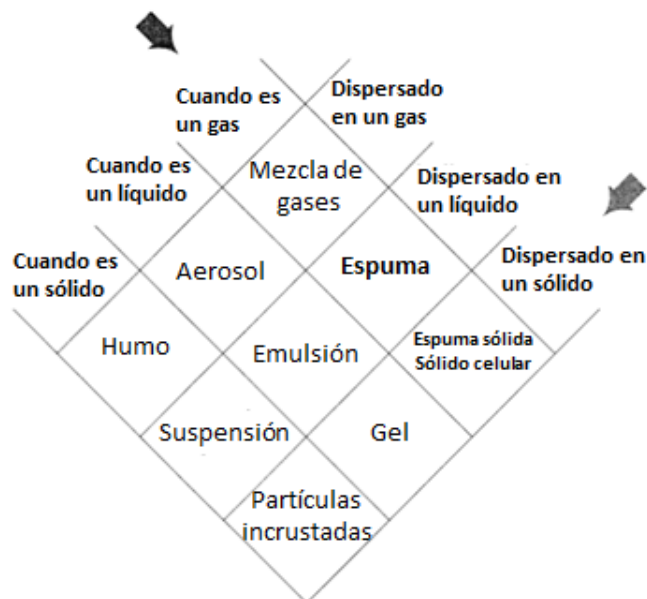 Cuando es
un gas
Dispersado
en un gas
Cuando es
un líquido
Mezcla de
gases
Dispersado en
un líquido
Cuando es
un sólido
Aerosol
Espuma
Dispersado en
un sólido
Humo
Emulsión
Espuma sólida
Sólido celular
Suspensión
Gel
Partículas
incrustadas